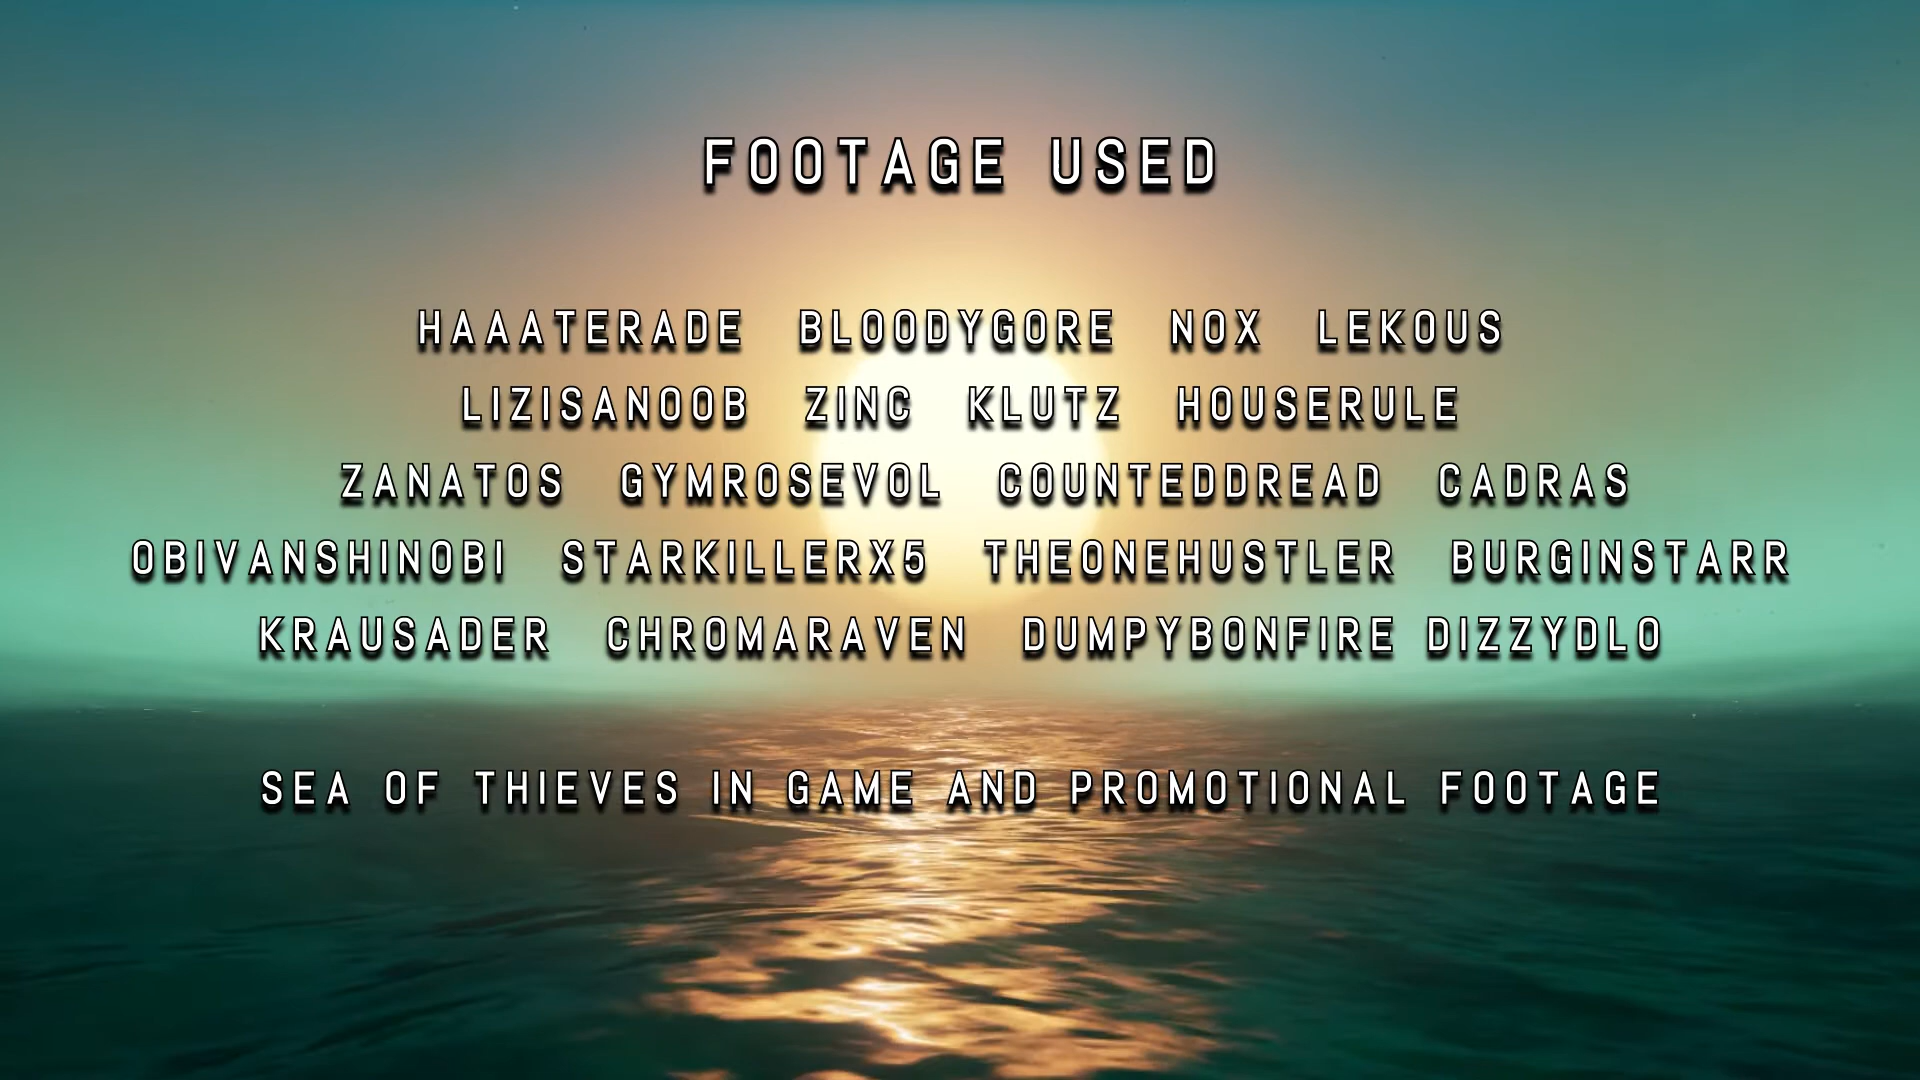 FOOTAGE USED
HAAATERADE BLOODYGORE NOX LEKOUS
LIZISANOOB ZINC KLUTZ HOUSERULE
ZANATOS GYMROSEVOL COUNTEDDREAD CADRAS
OBIVANSHINOBI STARKILLERX5 THEONEHUSTLER BURGINSTARR
KRAUSADER CHROMARAVEN DUMPYBONFIRE DIZZYDLO
SEA OF THIEVES IN GAME AND PROMOTIONAL FOOTAGE